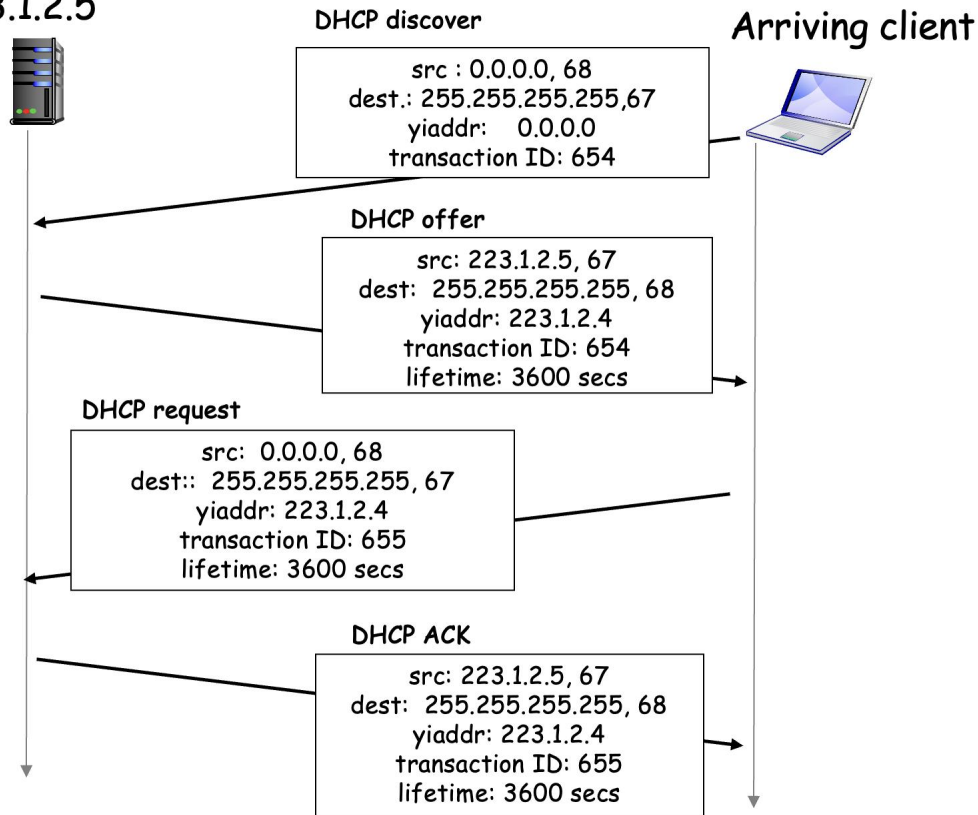 3.1.2.5
DHCP discover
Arriving client
src : 0.0.0.0, 68
dest.: 255.255.255.255,67
yiaddr: 0.0.0.0
transaction ID: 654
DHCP offer
src: 223.1.2.5, 67
dest: 255.255.255.255, 68
yiaddr: 223.1.2.4
transaction ID: 654
lifetime: 3600 secs
DHCP request
src: 0.0.0.0, 68
dest:: 255.255.255.255, 67
yiaddr: 223.1.2.4
transaction ID: 655
lifetime: 3600 secs
DHCP ACK
src: 223.1.2.5, 67
dest: 255.255.255.255, 68
yiaddr: 223.1.2.4
transaction ID: 655
lifetime: 3600 secs